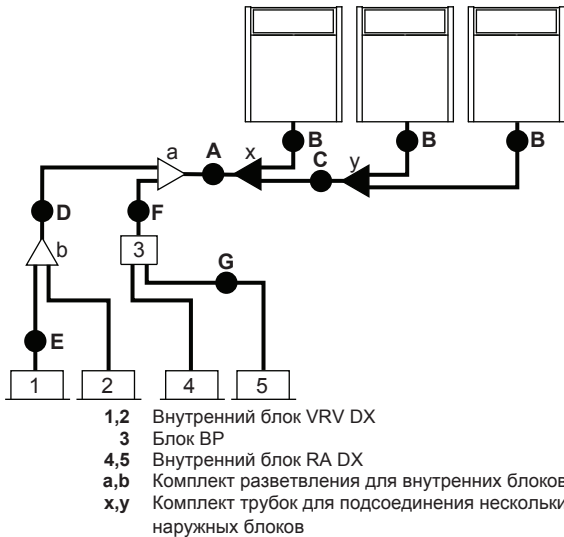 B
B
B
a
A
x
C
y
D
b
F
3
G
E
1
2
4
5
1,2 Внутренний блок VRV DX
3 Блок BP
4,5 Внутренний блок RA DX
a,b Комплект разветвления для внутренних блоков
x,y Комплект трубок для подсоединения нескольки
наружных блоков